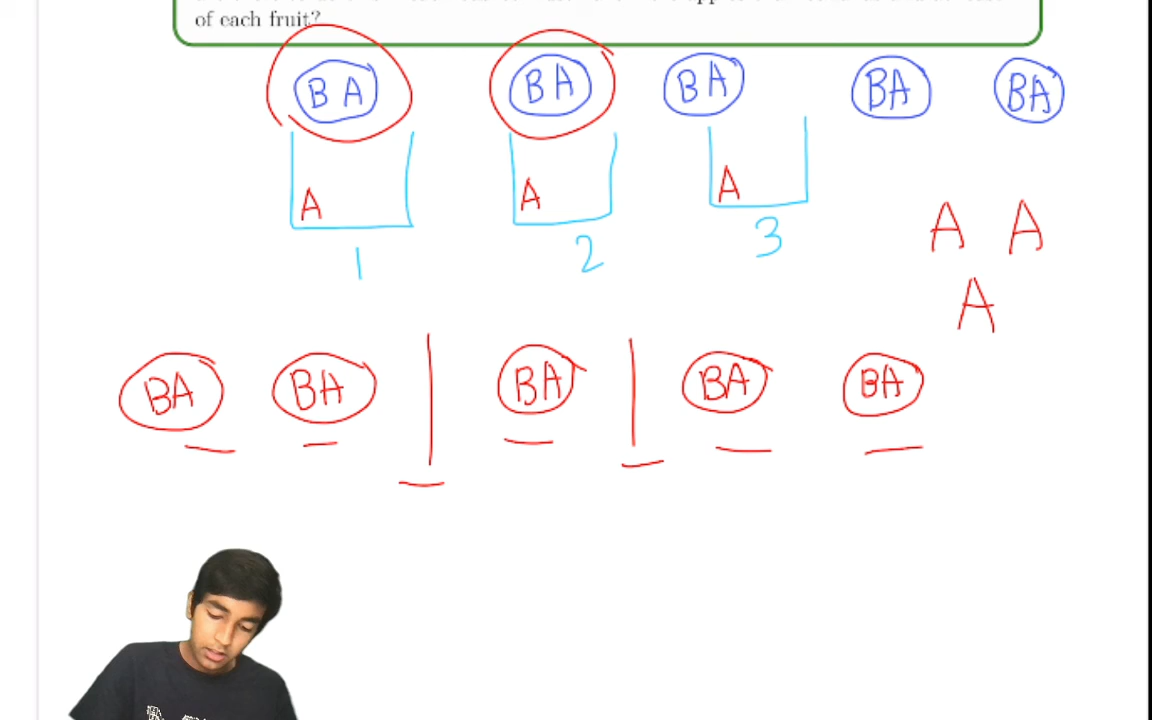 of each fruit?
BA BA BA BA BA
A A A
1 2 3
A A
A
BA BA | BA | BA BA